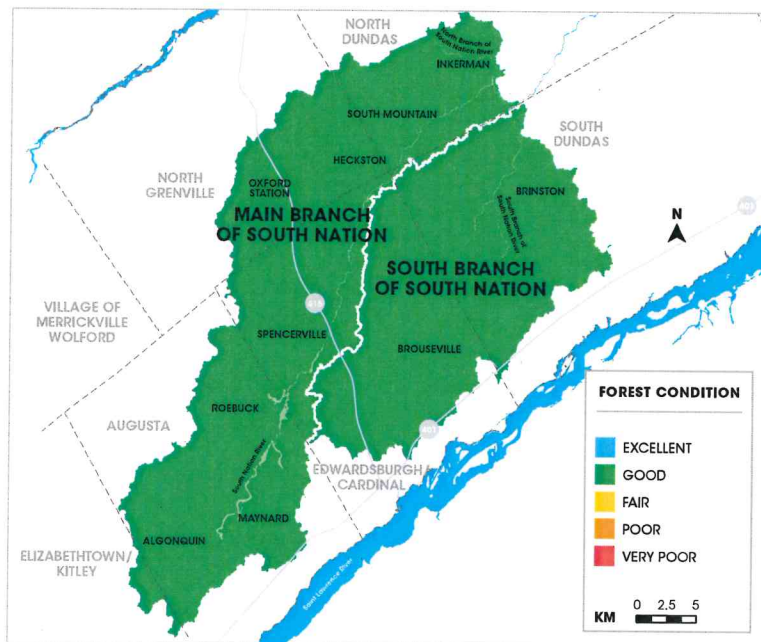 NORTH
DUNDAS
North Branch of
South Nation River
INKERMAN
SOUTH MOUNTAIN
SOUTH
DUNDAS
HECKSTON
NORTH
GRENVILLE
OXFORD
STATION
BRINSTON
MAIN BRANCH
OF SOUTH NATION
South Branch of
South Nation River
401
N
SOUTH BRANCH
OF SOUTH NATION
416
VILLAGE OF
MERRICKVILLE
WOLFORD
SPENCERVILLE
BROUSEVILLE
ROEBUCK
AUGUSTA
401
South Nation River
EDWARDSBURGH/
CARDINAL
MAYNARD
ALGONQUIN
ELIZABETHTOWN/
KITLEY
Saint Lawrence River
FOREST CONDITION
EXCELLENT
GOOD
FAIR
POOR
VERY POOR
KM 0 2.5 5